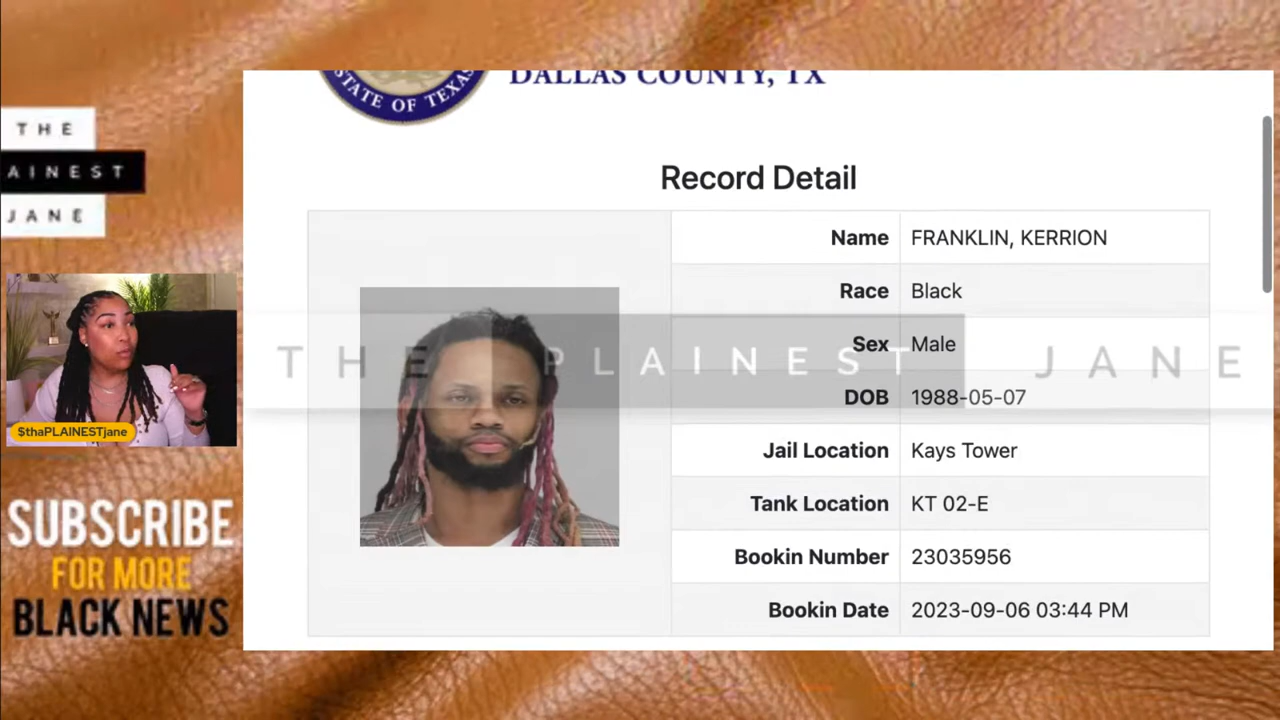 STATE OF TEXAS
DALLAS COUNTY, TX
THE
AINEST
JANE
Record Detail
Name FRANKLIN, KERRION
Race Black
Sex Male
THE PLAINEST JANE
DOB 1988-05-07
Jail Location Kays Tower
Tank Location KT 02-E
Bookin Number 23035956
Bookin Date 2023-09-06 03:44 PM
$thaPLAINESTjane
SUBSCRIBE
FOR MORE
BLACK NEWS